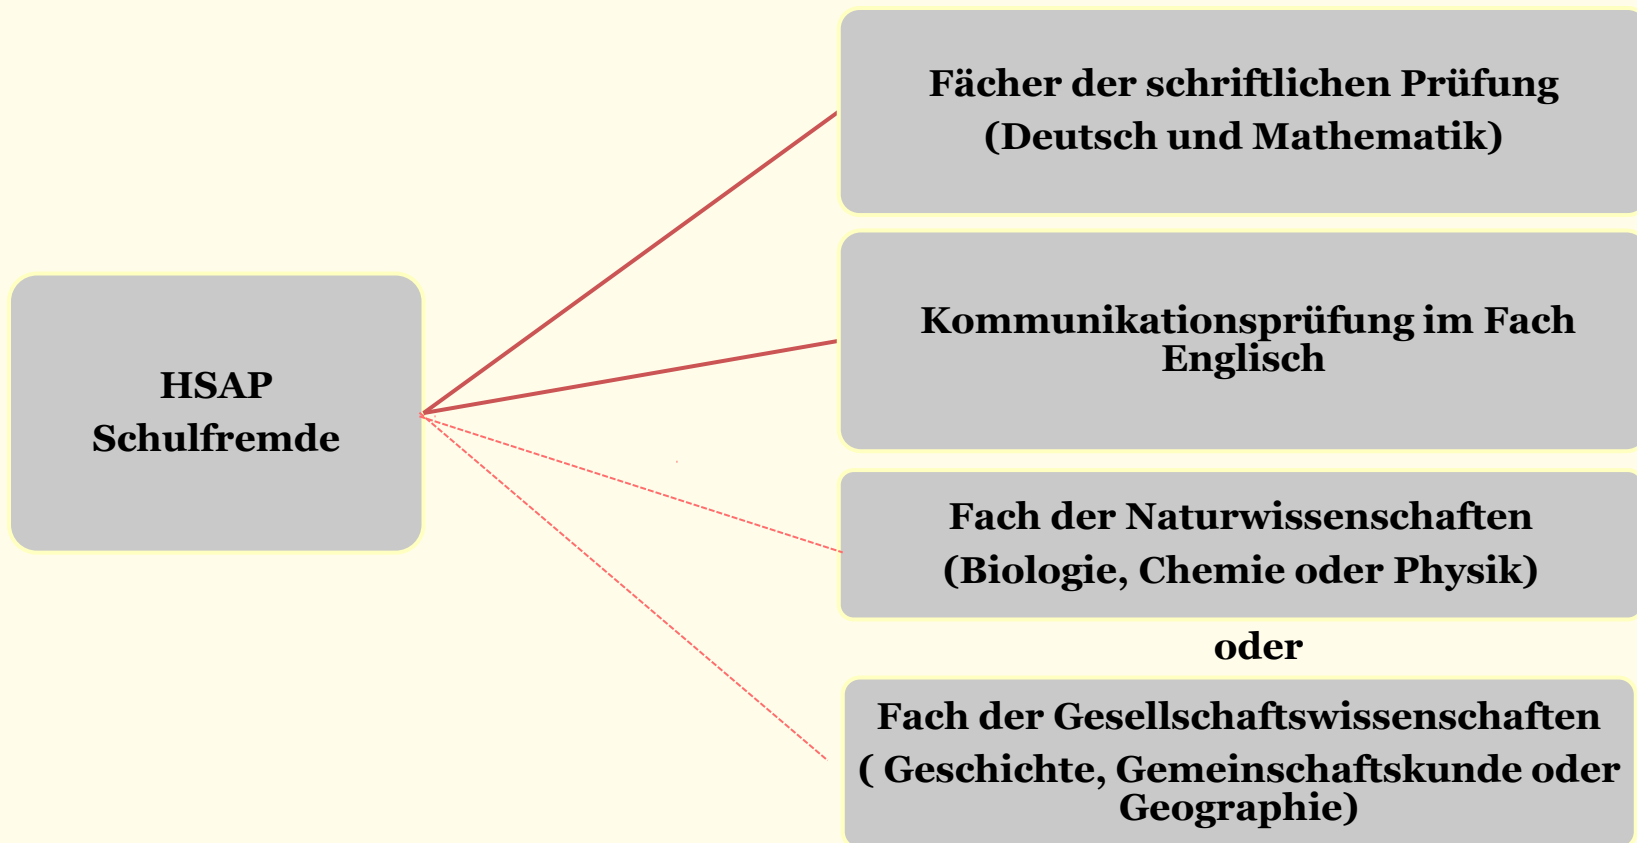 Fächer der schriftlichen Prüfung
(Deutsch und Mathematik)
Kommunikationsprüfung im Fach
Englisch
HSAP
Schulfremde
Fach der Naturwissenschaften
(Biologie, Chemie oder Physik)
oder
Fach der Gesellschaftswissenschaften
( Geschichte, Gemeinschaftskunde oder
Geographie)